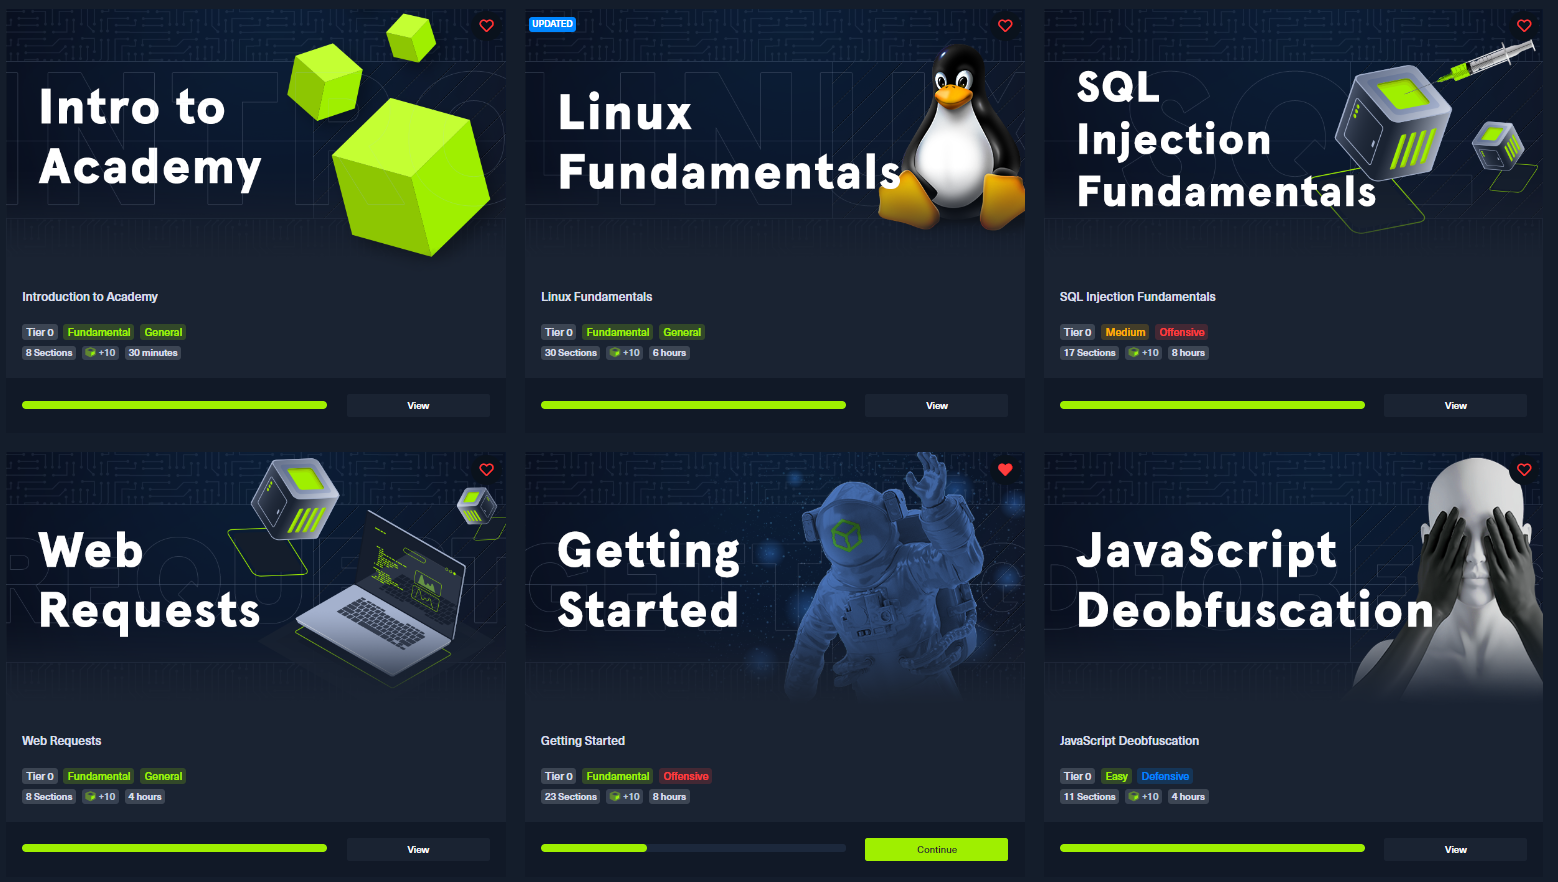 Intro to
Academy
Introduction to Academy
Tier 0 Fundamental General
8 Sections +10 30 minutes
View
UPDATED
Linux
Fundamentals
Linux Fundamentals
Tier 0 Fundamental General
30 Sections +10 6 hours
View
SQL
Injection
Fundamentals
SQL Injection Fundamentals
Tier 0 Medium Offensive
17 Sections +10 8 hours
View
Web
Requests
Web Requests
Tier 0 Fundamental General
8 Sections +10 4 hours
View
Getting
Started
Getting Started
Tier 0 Fundamental Offensive
23 Sections +10 8 hours
Continue
JavaScript
Deobfuscation
JavaScript Deobfuscation
Tier 0 Easy Defensive
11 Sections +10 4 hours
View